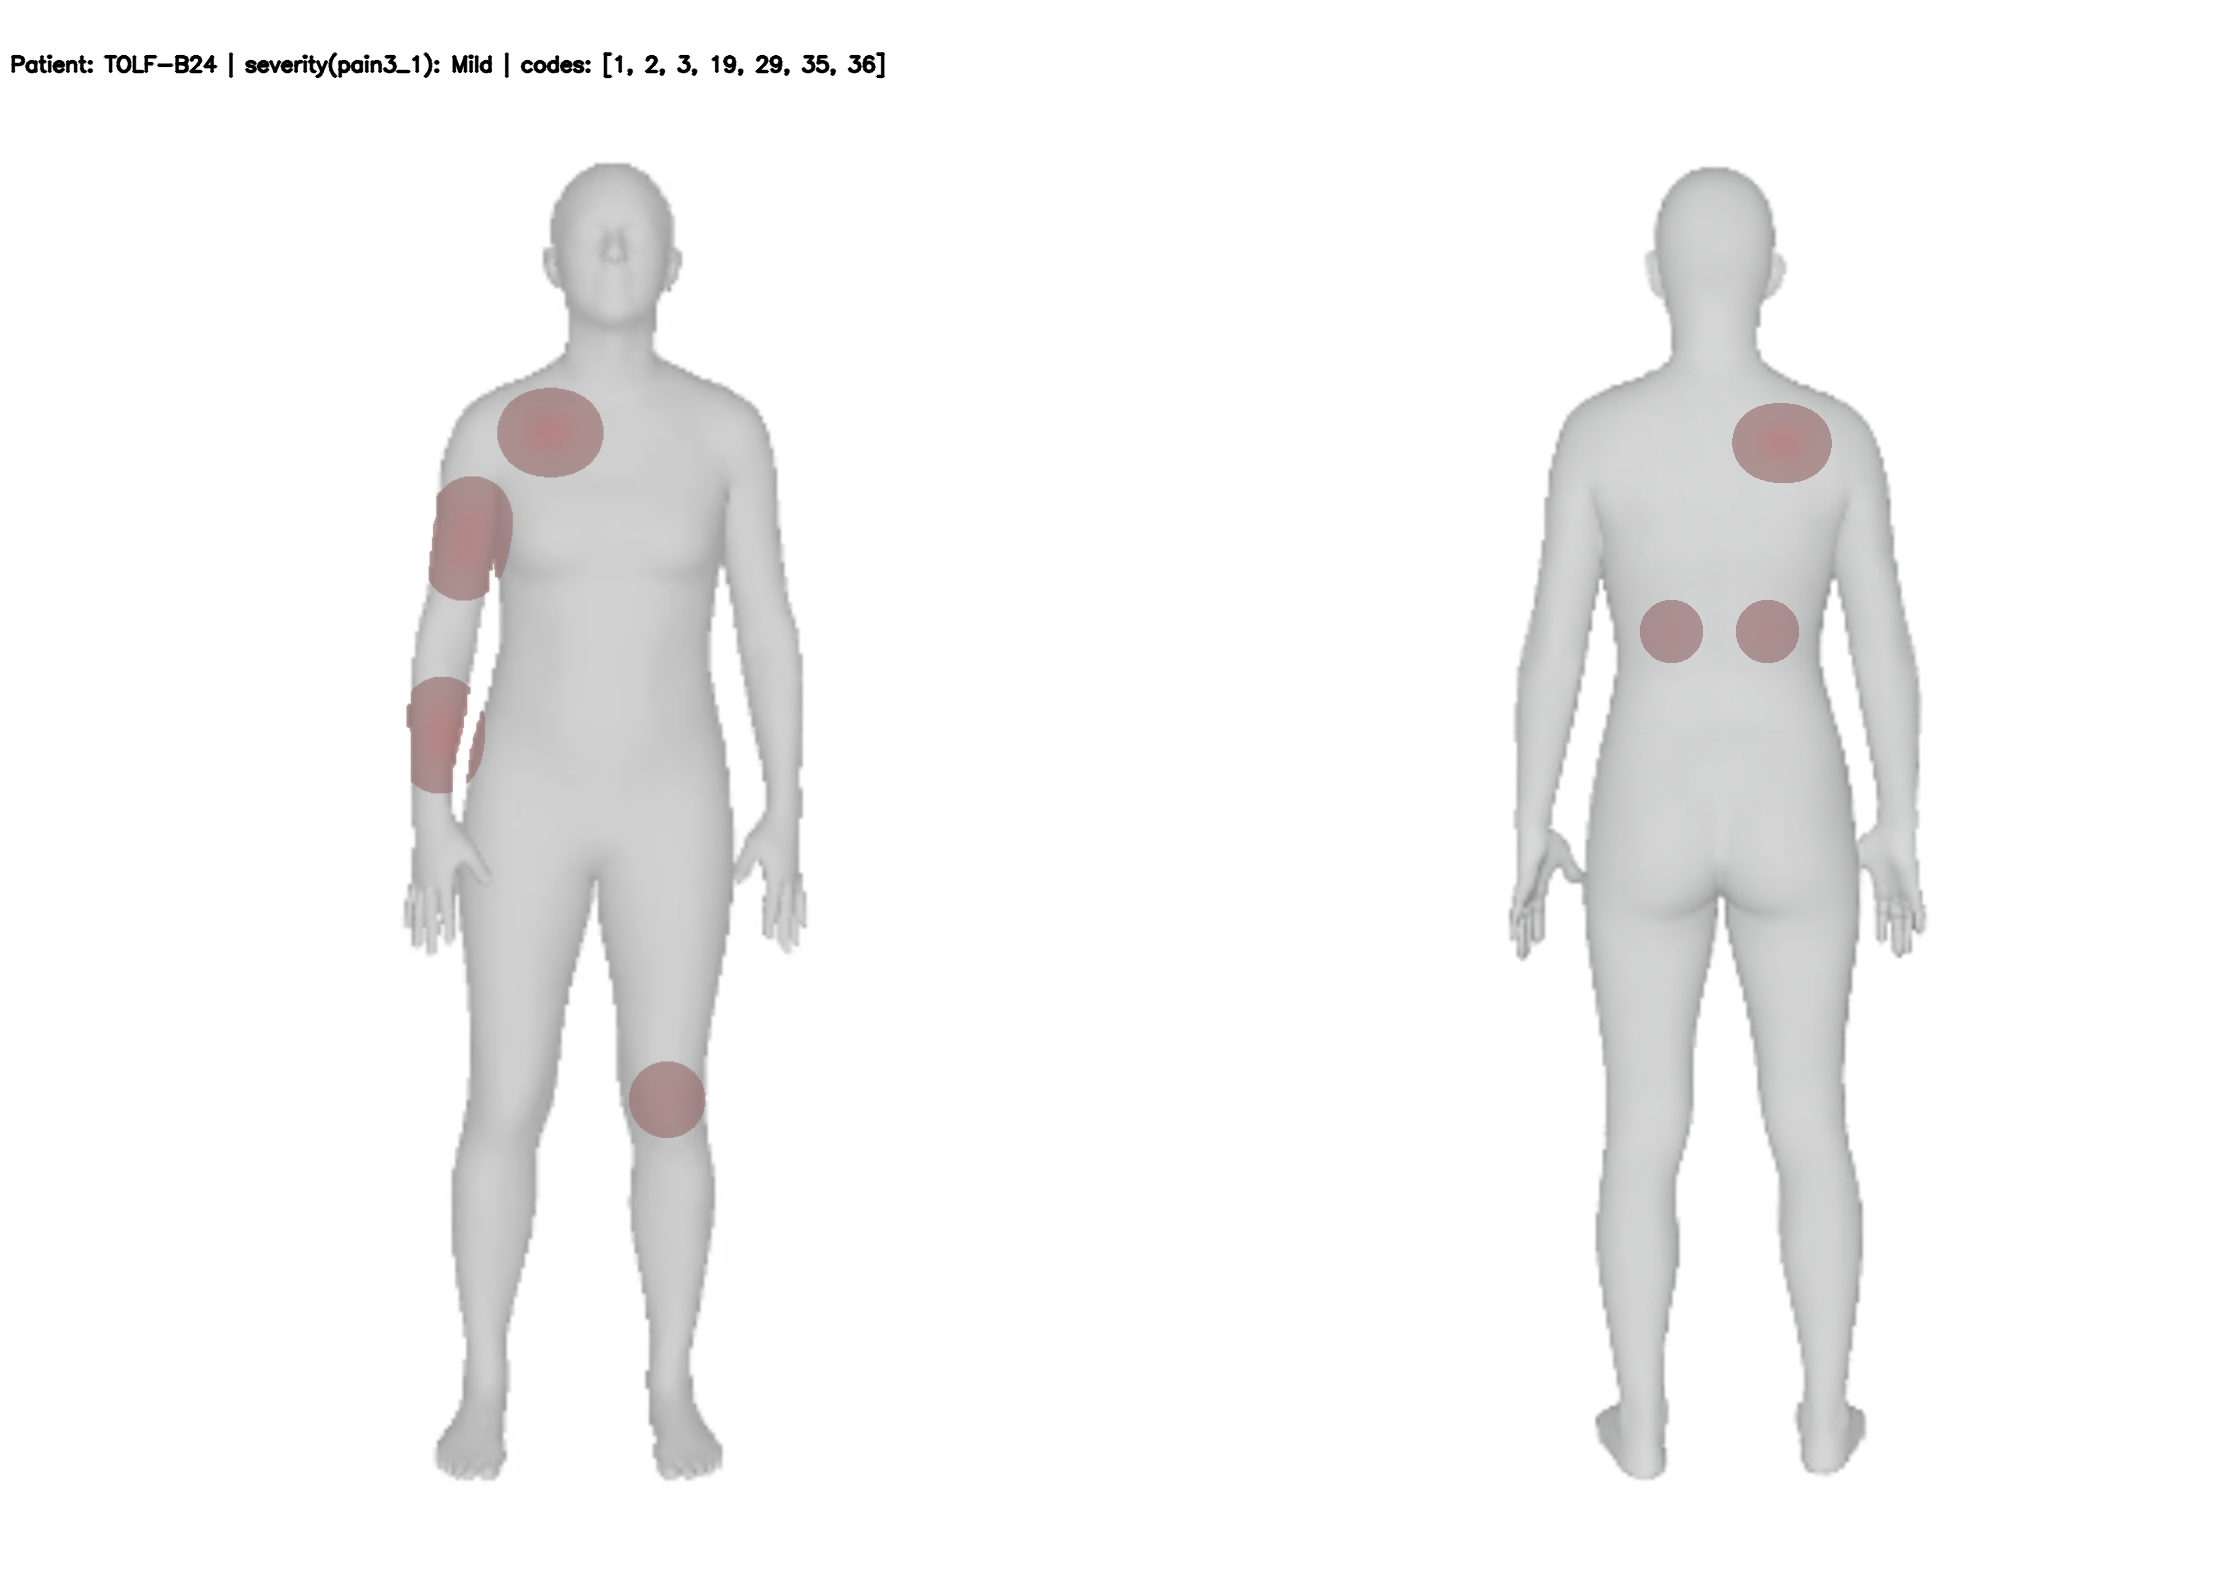 Patient: TOLF-B24 | severity(pain3_1): Mild | codes: [1, 2, 3, 19, 29, 35, 36]